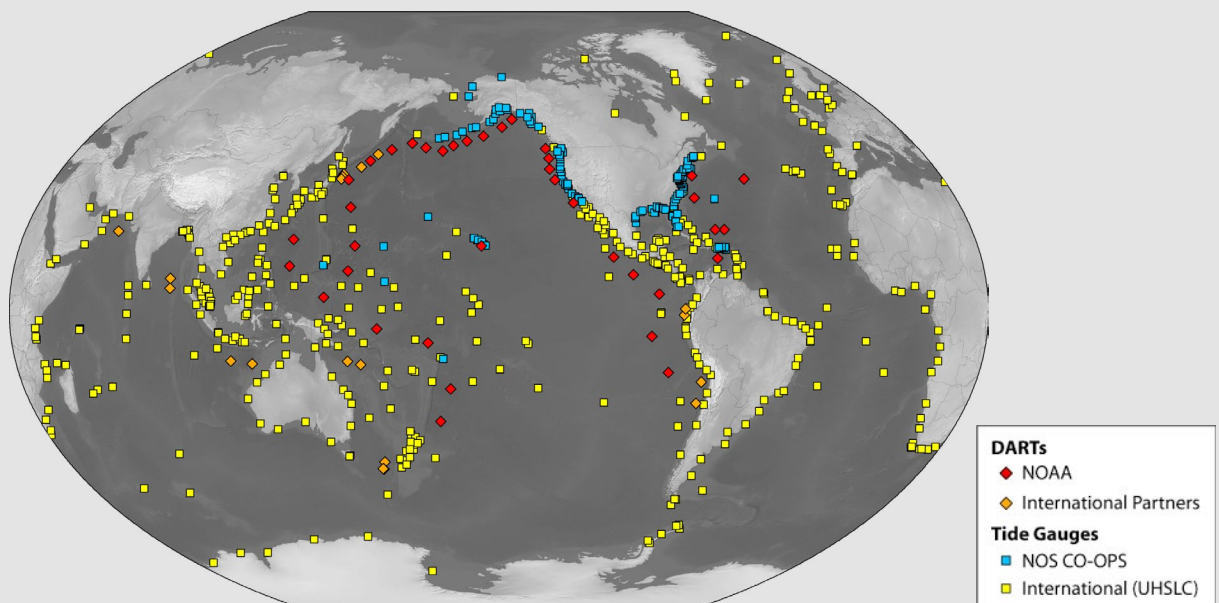 DARTs
NOAA
International Partners
Tide Gauges
NOS CO-OPS
International (UHSLC)